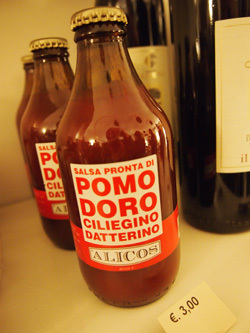 SALSA PRONTA DI
POMO
DORO
CILIEGINO
DATTERINO
ALICOS
€. 3,00